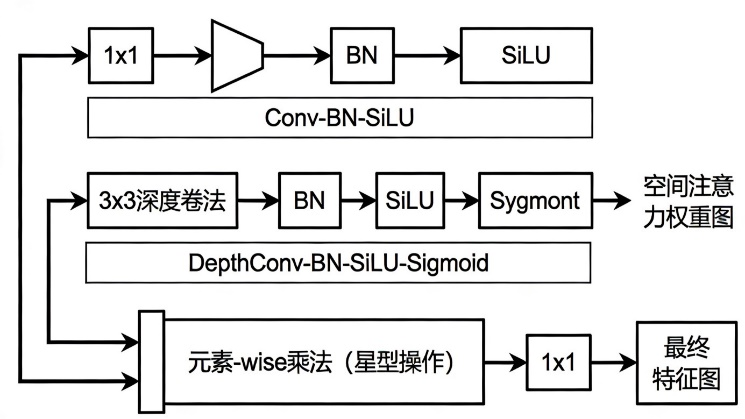 1x1
BN
SiLU
Conv-BN-SiLU
3x3深度卷法
BN
SiLU
Sygmont
空间注意
力权重图
DepthConv-BN-SiLU-Sigmoid
元素-wise乘法（星型操作）
1x1
最终
特征图